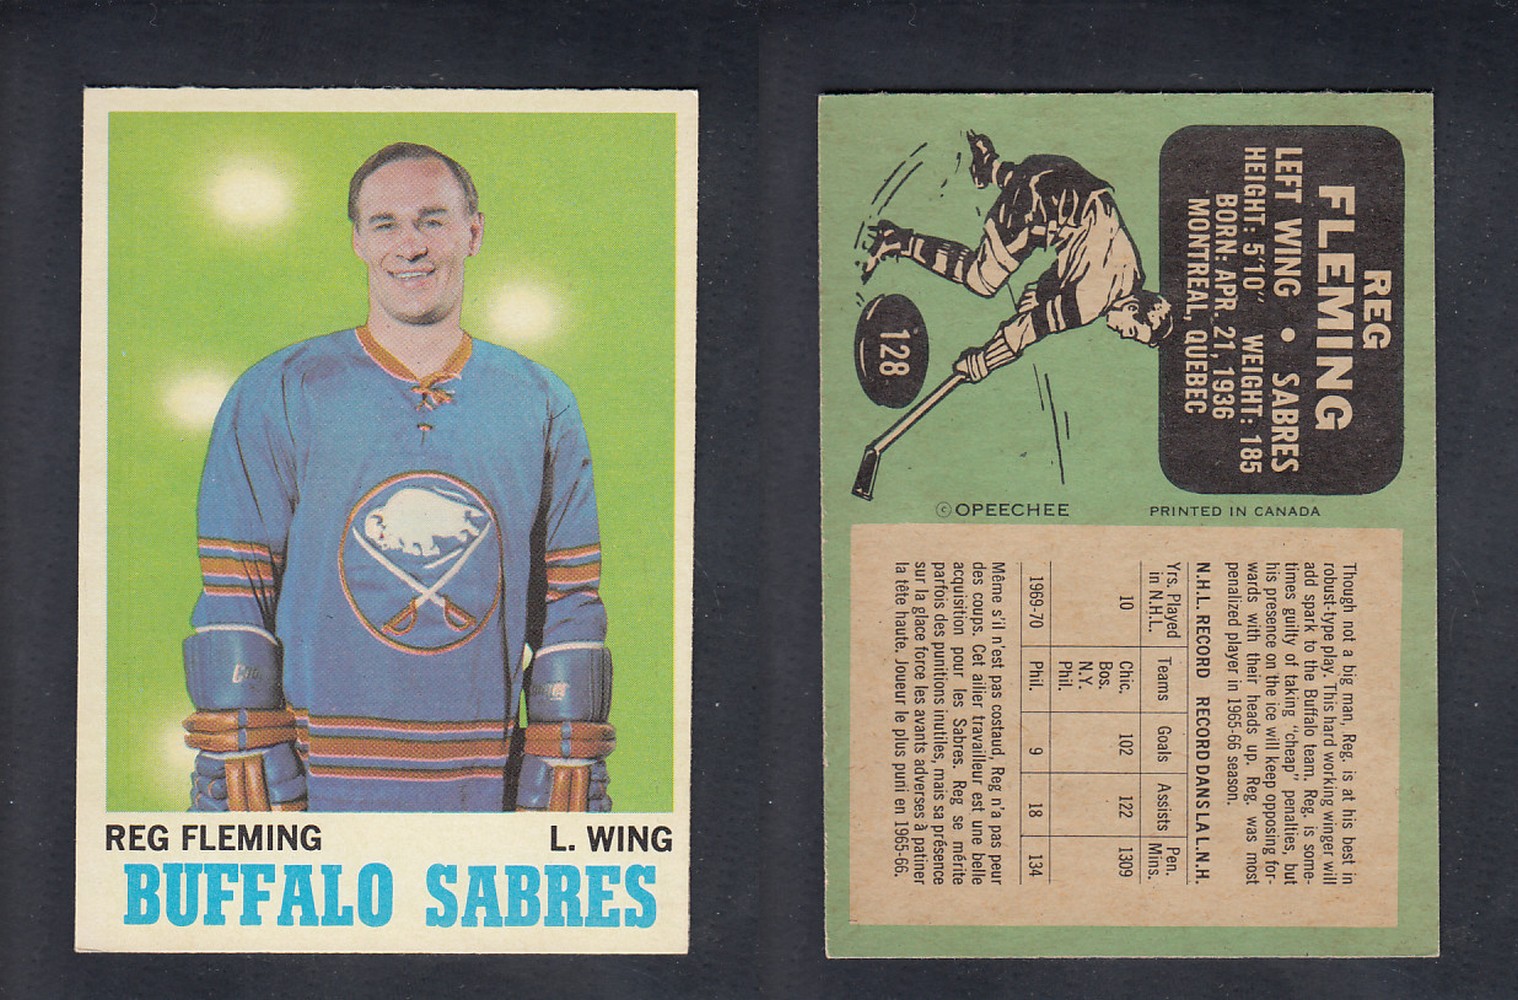 REG FLEMING L. WING
BUFFALO SABRES
REG
FLEMING
LEFT WING • SABRES
HEIGHT: 5'10" WEIGHT: 185
BORN: APR. 21, 1936
MONTREAL, QUEBEC
128
© OPEECHEE PRINTED IN CANADA
Though not a big man, Reg. is at his best in
robust-type play. This hard working winger will
add spark to the Buffalo team. Reg. is some-
times guilty of taking "cheap" penalties, but
his presence on the ice will keep opposing for-
wards with their heads up. Reg. was most
penalized player in 1965-66 season.
N.H.L. RECORD RECORD DANS LA L.N.H.
Yrs. Played in N.H.L. Teams Goals Assists Pen. Mins.
10 Chic. 102 122 1309
Bos.
N.Y.
Phil.
1969-70 Phil. 9 18 134
Même s'il n'est pas costaud, Reg n'a pas peur
des coups. Cet ailier travailleur est une belle
acquisition pour les Sabres. Reg se mérite
parfois des punitions inutiles, mais sa présence
sur la glace force les avants adverses à patiner
la tête haute. Joueur le plus puni en 1965-66.